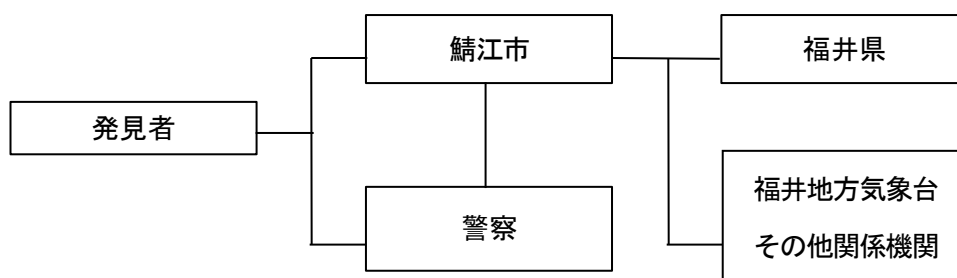 鯖江市
福井県
発見者
福井地方気象台
その他関係機関
警察